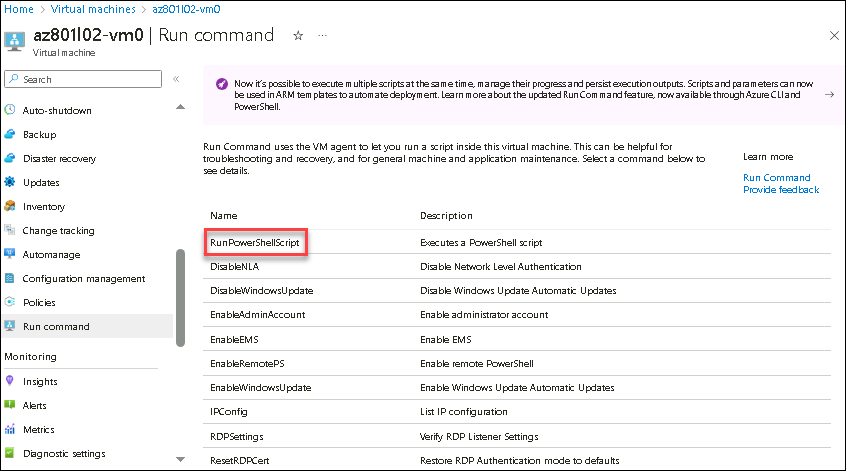 Home > Virtual machines > az801l02-vm0
az801l02-vm0 | Run command ☆ ...
Virtual machine
Search
«
Auto-shutdown
Backup
Disaster recovery
Updates
Inventory
Change tracking
Automanage
Configuration management
Policies
Run command
Monitoring
Insights
Alerts
Metrics
Diagnostic settings
Now it's possible to execute multiple scripts at the same time, manage their progress and persist execution outputs. Scripts and parameters can now
be used in ARM templates to automate deployment. Learn more about the updated Run Command feature, now available through Azure CLI and
PowerShell.
Run Command uses the VM agent to let you run a script inside this virtual machine. This can be helpful for
troubleshooting and recovery, and for general machine and application maintenance. Select a command below to
see details.
Learn more
Run Command
Provide feedback
Name Description
RunPowerShellScript Executes a PowerShell script
DisableNLA Disable Network Level Authentication
DisableWindowsUpdate Disable Windows Update Automatic Updates
EnableAdminAccount Enable administrator account
EnableEMS Enable EMS
EnableRemotePS Enable remote PowerShell
EnableWindowsUpdate Enable Windows Update Automatic Updates
IPConfig List IP configuration
RDPSettings Verify RDP Listener Settings
ResetRDPCert Restore RDP Authentication mode to defaults